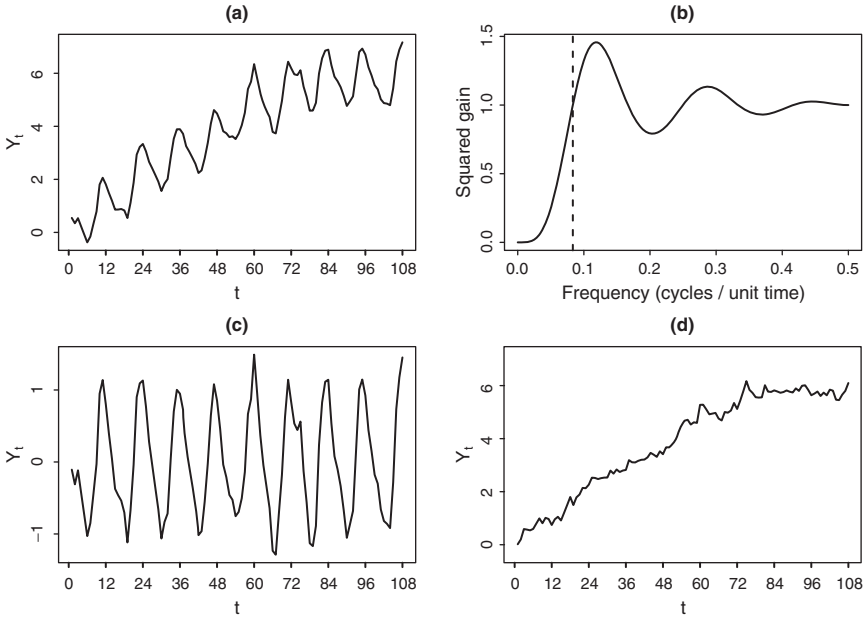 (a)
Y_t
6
4
2
0
0 12 24 36 48 60 72 84 96 108
t
(b)
Squared gain
1.5
1.0
0.5
0.0
0.0 0.1 0.2 0.3 0.4 0.5
Frequency (cycles / unit time)
(c)
Y_t
1
0
−1
0 12 24 36 48 60 72 84 96 108
t
(d)
Y_t
6
4
2
0
0 12 24 36 48 60 72 84 96 108
t